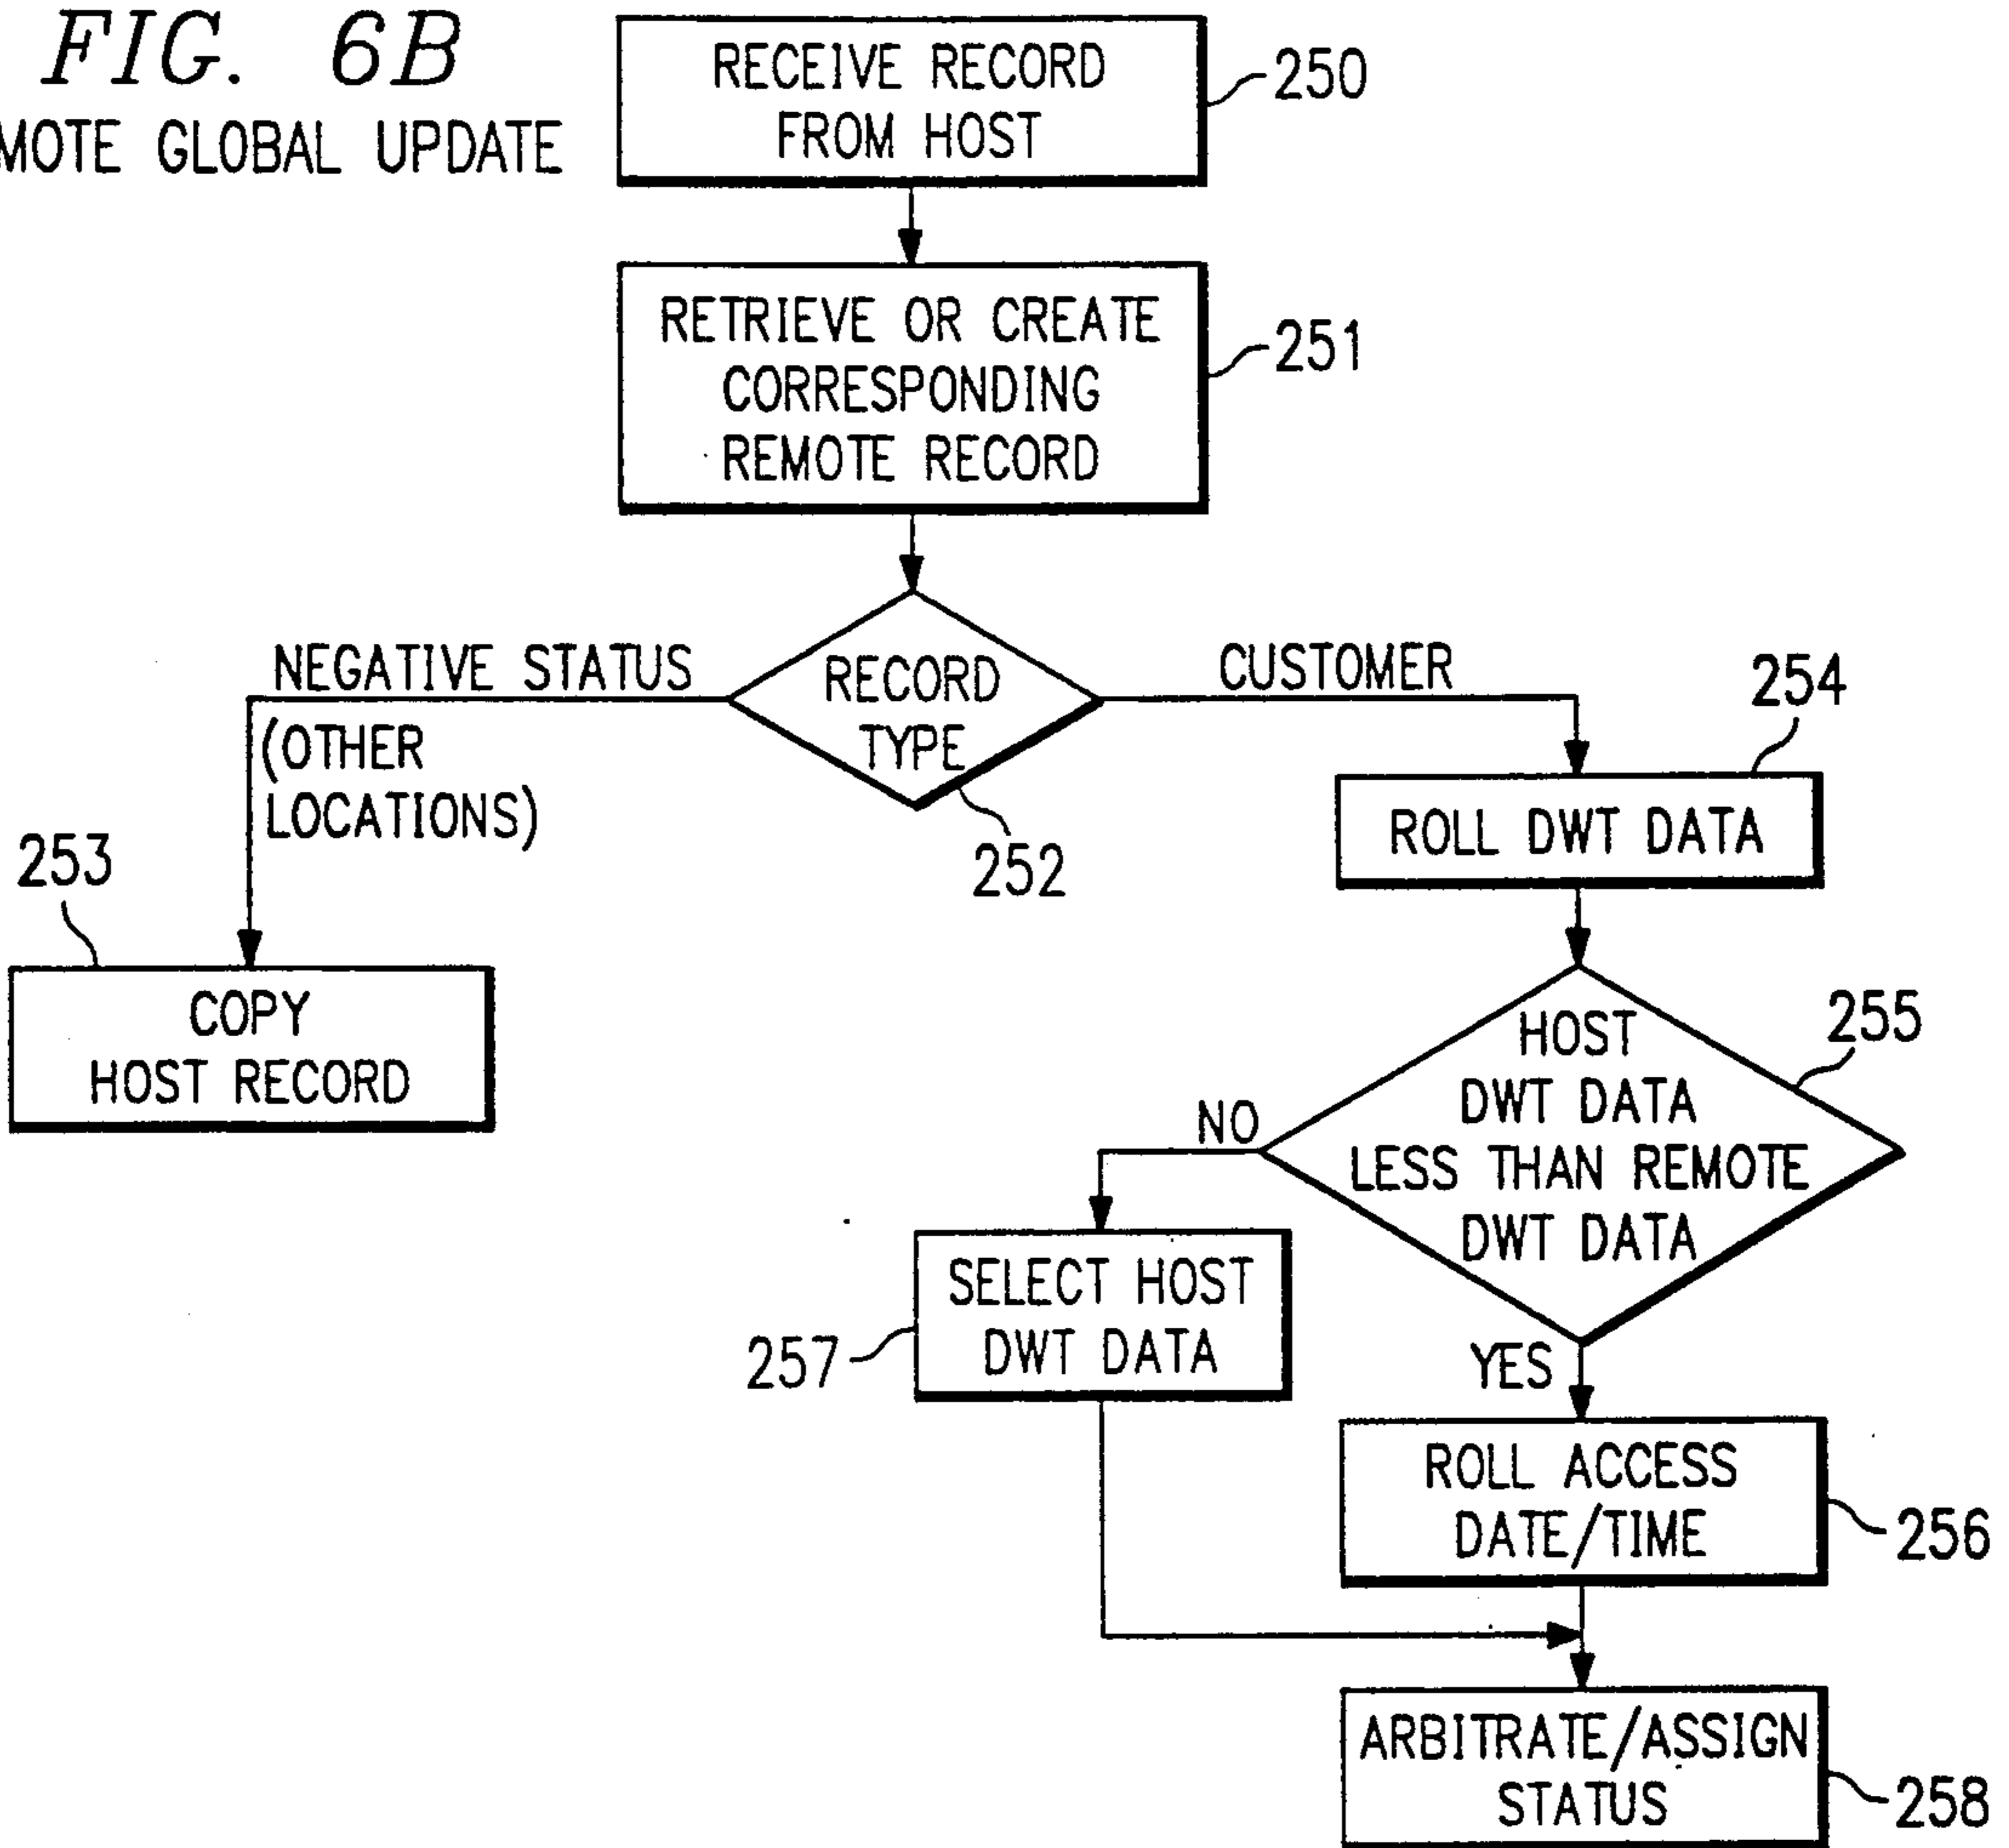 FIG. 6B
MOTE GLOBAL UPDATE
RECEIVE RECORD
FROM HOST
250
RETRIEVE OR CREATE
CORRESPONDING
REMOTE RECORD
251
NEGATIVE STATUS
(OTHER
LOCATIONS)
RECORD
TYPE
252
CUSTOMER
254
253
COPY
HOST RECORD
ROLL DWT DATA
HOST
DWT DATA
LESS THAN REMOTE
DWT DATA
255
NO
YES
SELECT HOST
DWT DATA
257
ROLL ACCESS
DATE/TIME
256
ARBITRATE/ASSIGN
STATUS
258